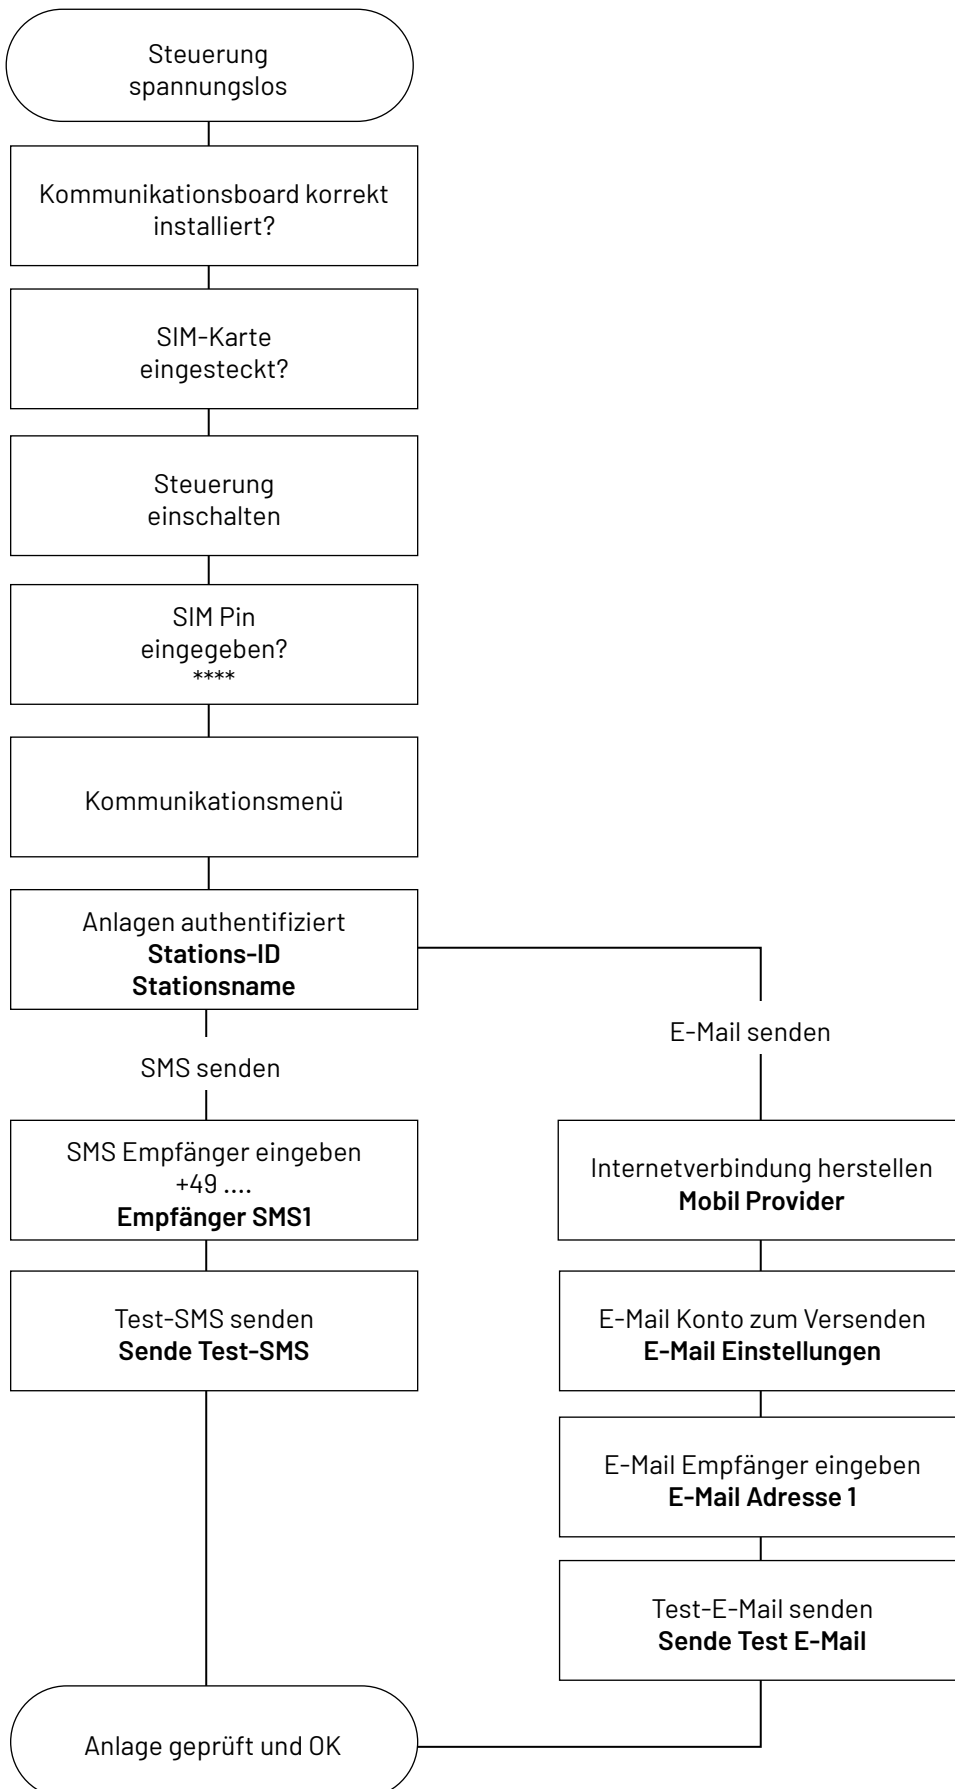 Steuerung
spannungslos
Kommunikationsboard korrekt
installiert?
SIM-Karte
eingesteckt?
Steuerung
einschalten
SIM Pin
eingegeben?
****
Kommunikationsmenü
Anlagen authentifiziert
Stations-ID
Stationsname
SMS senden
SMS Empfänger eingeben
+49 ....
Empfänger SMS1
Test-SMS senden
Sende Test-SMS
E-Mail senden
Internetverbindung herstellen
Mobil Provider
E-Mail Konto zum Versenden
E-Mail Einstellungen
E-Mail Empfänger eingeben
E-Mail Adresse 1
Test-E-Mail senden
Sende Test E-Mail
Anlage geprüft und OK